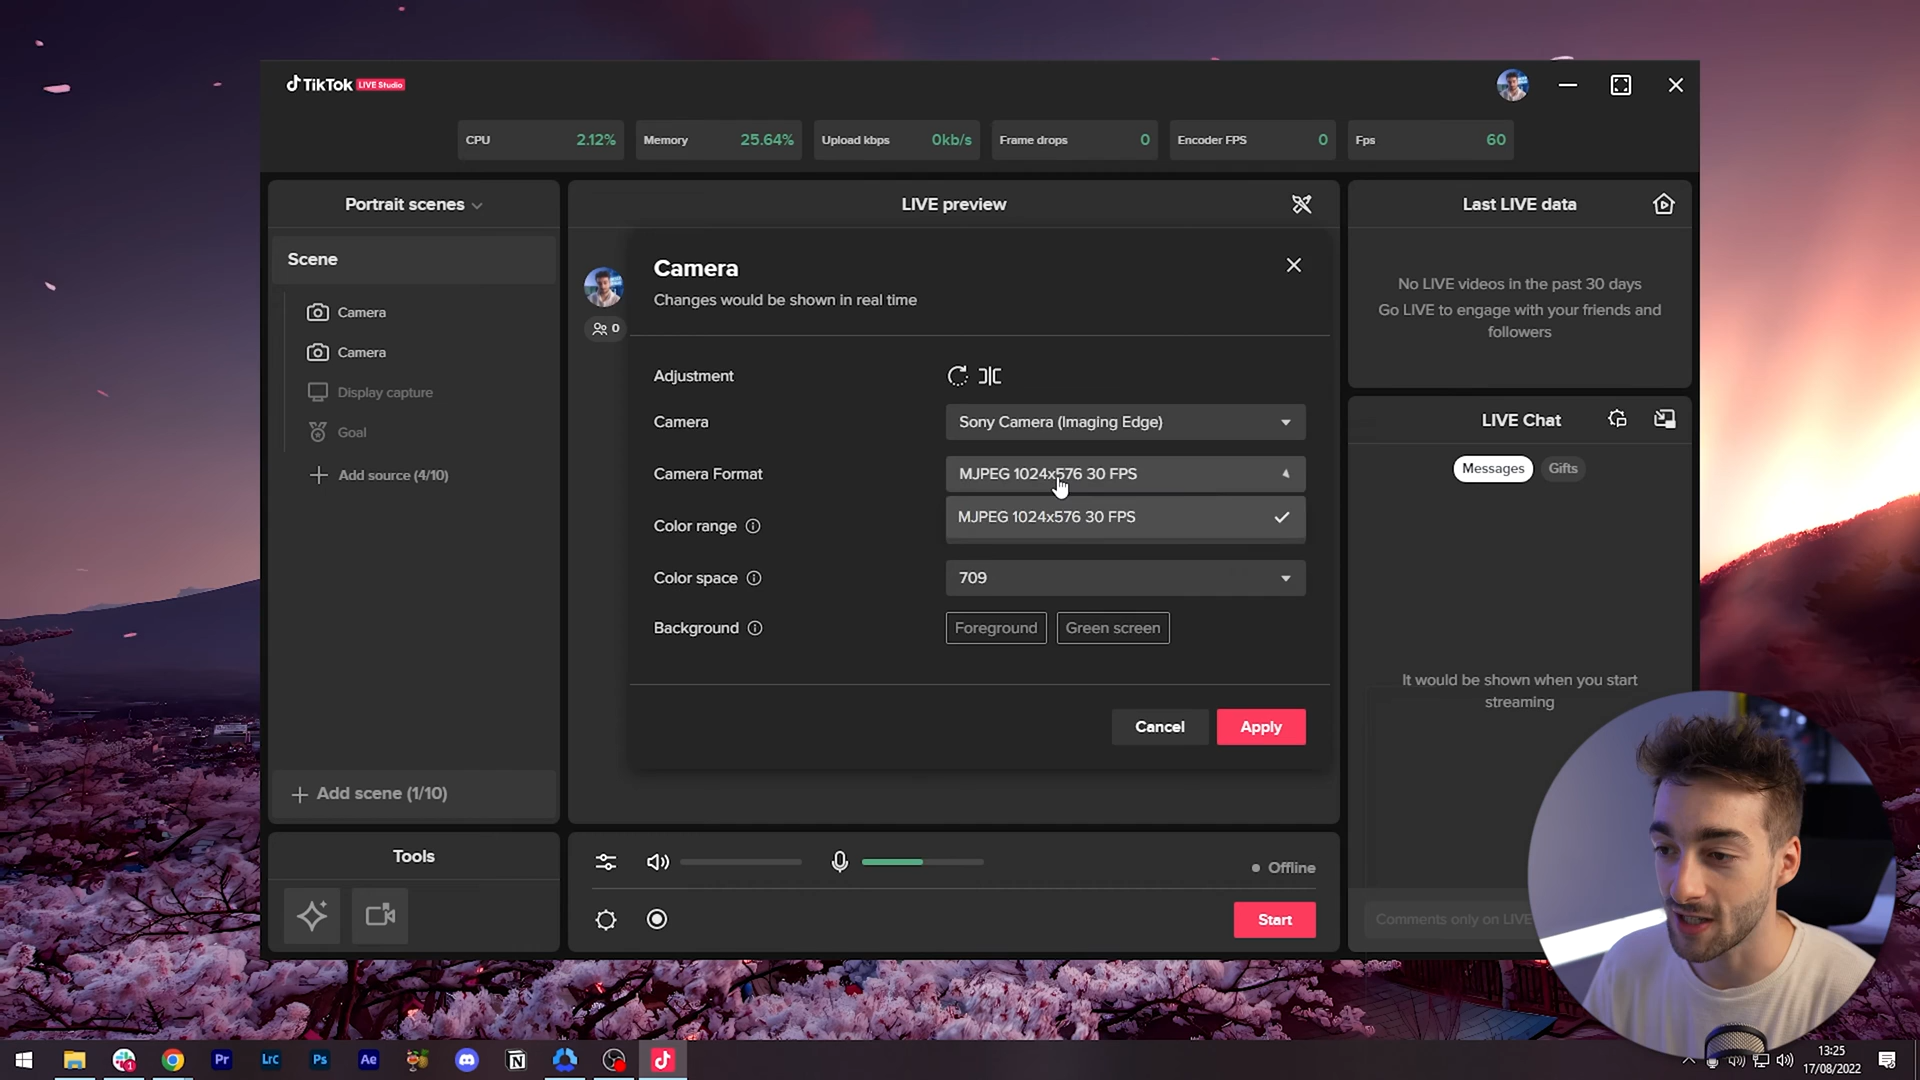 TikTok LIVE Studio
CPU 2.12%
Memory 25.64%
Upload kbps 0kb/s
Frame drops 0
Encoder FPS 0
Fps 60
Portrait scenes
Scene
Camera
Camera
Display capture
Goal
Add source (4/10)
Add scene (1/10)
Tools
LIVE preview
0
Camera
Changes would be shown in real time
Adjustment
Camera
Sony Camera (Imaging Edge)
Camera Format
MJPEG 1024x576 30 FPS
MJPEG 1024x576 30 FPS
Color range
Color space
709
Background
Foreground
Green screen
Cancel
Apply
Offline
Start
Last LIVE data
No LIVE videos in the past 30 days
Go LIVE to engage with your friends and
followers
LIVE Chat
Messages
Gifts
It would be shown when you start
streaming
Comments only on LIVE
1
Pr
Lrc
Ps
Ae
13:25
17/08/2022